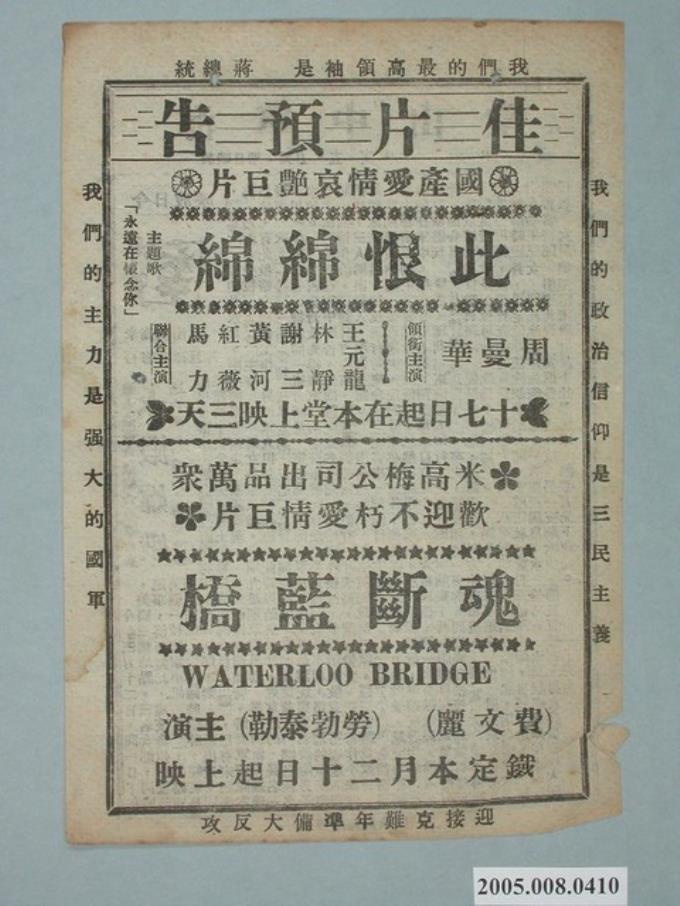 我們的最高領袖是 蔣總統
我們的政治信仰是三民主義
我們的主力是强大的國軍
佳片預告
國產愛情哀艷巨片
此恨綿綿
主題歌
「永遠在懷念你」
周曼華
領銜主演
王元龍
林靜
謝三
黃河
紅薇
馬力
聯合主演
十七日起在本堂上映三天
米高梅公司出品萬衆
歡迎不朽愛情巨片
魂斷藍橋
WATERLOO BRIDGE
(費文麗) (勞勃泰勒) 主演
鐵定本月二十日起上映
迎接克難年準備大反攻
2005.008.0410